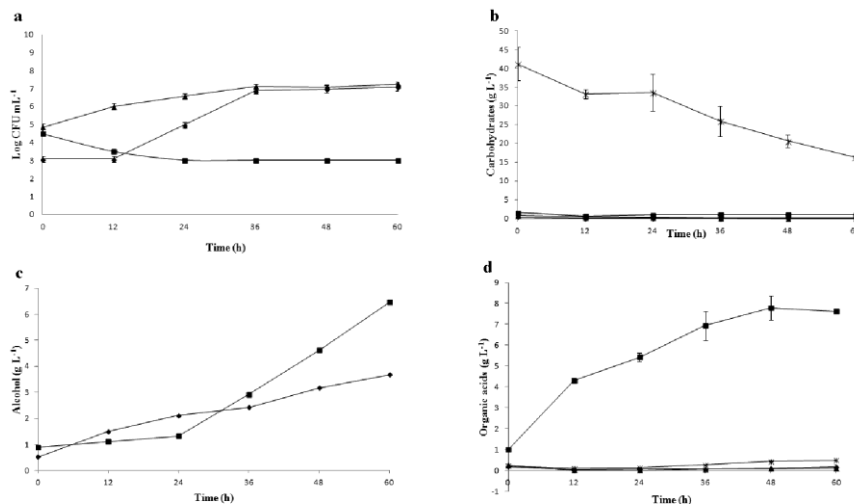 a
Log CFU mL⁻¹
10
9
8
7
6
5
4
3
2
1
0
0 12 24 36 48 60
Time (h)
b
Carbohydrates (g L⁻¹)
50
45
40
35
30
25
20
15
10
5
0
0 12 24 36 48 60
Time (h)
c
Alcohol (g L⁻¹)
7
6
5
4
3
2
1
0
0 12 24 36 48 60
Time (h)
d
Organic acids (g L⁻¹)
9
8
7
6
5
4
3
2
1
0
-1
0 12 24 36 48 60
Time (h)